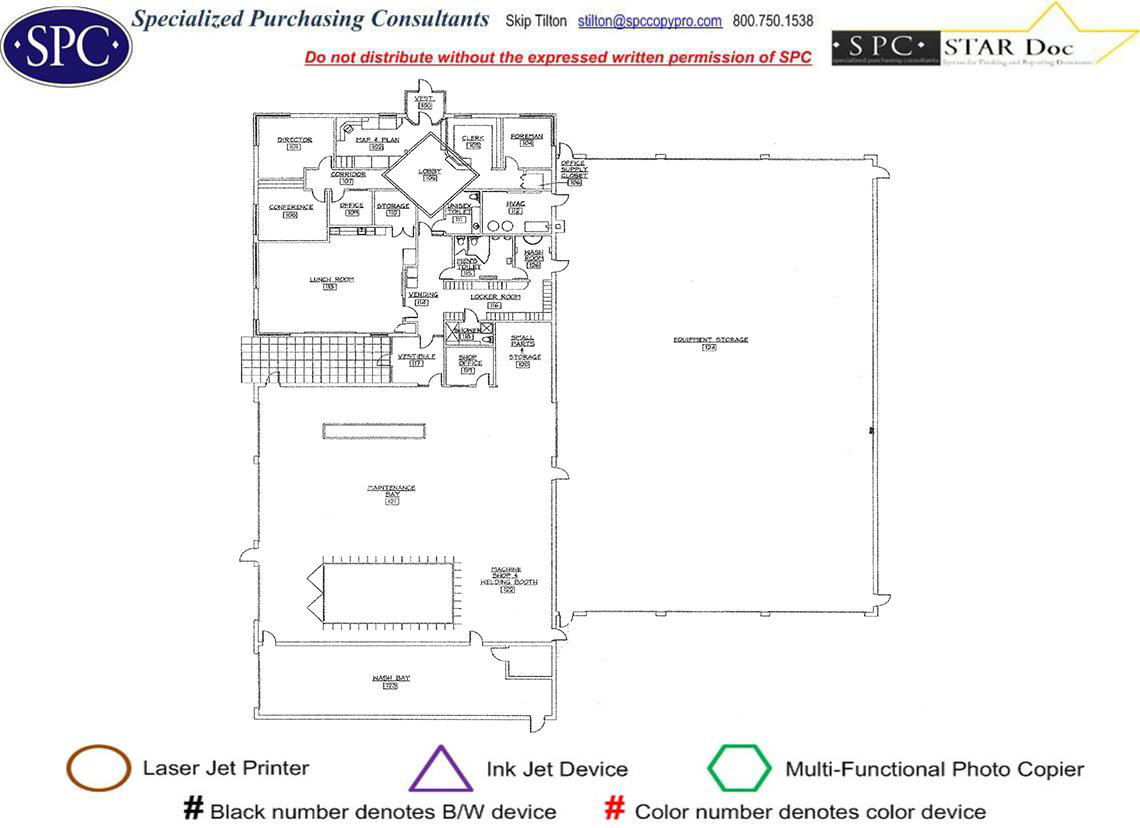 SPC
Specialized Purchasing Consultants Skip Tilton stilton@spccopypro.com 800.750.1538
Do not distribute without the expressed written permission of SPC
SPC STAR Doc
specialized purchasing consultants System for Tracking and Reporting Documents
VEST.
100
DIRECTOR
101
MAP & PLAN
102
CLERK
103
FOREMAN
104
OFFICE
SUPPLY
CLOSET
106
LOBBY
CORRIDOR
107
CONFERENCE
108
OFFICE
109
STORAGE
110
UNISEX
TOILET
111
HVAC
112
LUNCH ROOM
113
VENDING
114
MEN'S
TOILET
115
WASH
ROOM
LOCKER ROOM
116
VESTIBULE
117
SHOWER
118
SHOP
OFFICE
119
SMALL
PARTS
&
STORAGE
120
EQUIPMENT STORAGE
124
MAINTENANCE
BAY
121
MACHINE
SHOP &
WELDING BOOTH
122
WASH BAY
123
Laser Jet Printer
Ink Jet Device
Multi-Functional Photo Copier
# Black number denotes B/W device
# Color number denotes color device